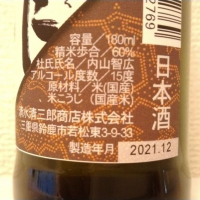 容量／180ml
精米歩合／60%
杜氏氏名／内山智広
アルコール度数／15度
原材料／米(国産)
米こうじ(国産米)
清水清三郎商店株式会社
三重県鈴鹿市若松東3-9-33
製造年月 2021.12
日本酒
02769